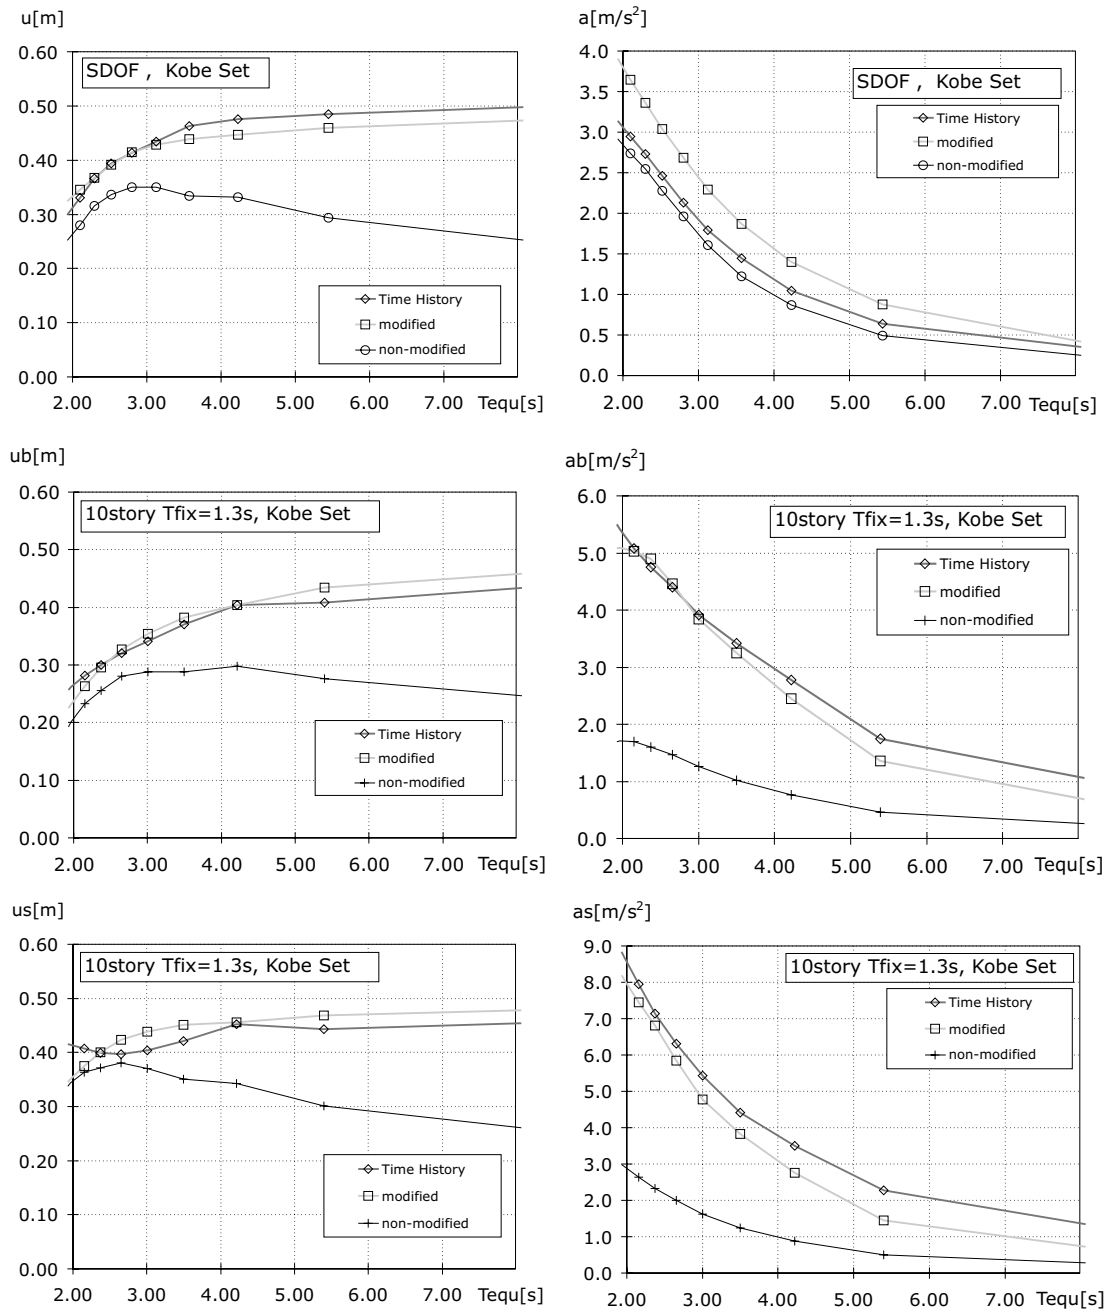 u[m]
0.60
0.50
0.40
0.30
0.20
0.10
0.00
SDOF , Kobe Set
Time History
modified
non-modified
2.00 3.00 4.00 5.00 6.00 7.00 Tequ[s]
a[m/s²]
4.0
3.5
3.0
2.5
2.0
1.5
1.0
0.5
0.0
SDOF , Kobe Set
Time History
modified
non-modified
2.00 3.00 4.00 5.00 6.00 7.00 Tequ[s]
ub[m]
0.60
0.50
0.40
0.30
0.20
0.10
0.00
10story Tfix=1.3s, Kobe Set
Time History
modified
non-modified
2.00 3.00 4.00 5.00 6.00 7.00 Tequ[s]
ab[m/s²]
6.0
5.0
4.0
3.0
2.0
1.0
0.0
10story Tfix=1.3s, Kobe Set
Time History
modified
non-modified
2.00 3.00 4.00 5.00 6.00 7.00 Tequ[s]
us[m]
0.60
0.50
0.40
0.30
0.20
0.10
0.00
10story Tfix=1.3s, Kobe Set
Time History
modified
non-modified
2.00 3.00 4.00 5.00 6.00 7.00 Tequ[s]
as[m/s²]
9.0
8.0
7.0
6.0
5.0
4.0
3.0
2.0
1.0
0.0
10story Tfix=1.3s, Kobe Set
Time History
modified
non-modified
2.00 3.00 4.00 5.00 6.00 7.00 Tequ[s]